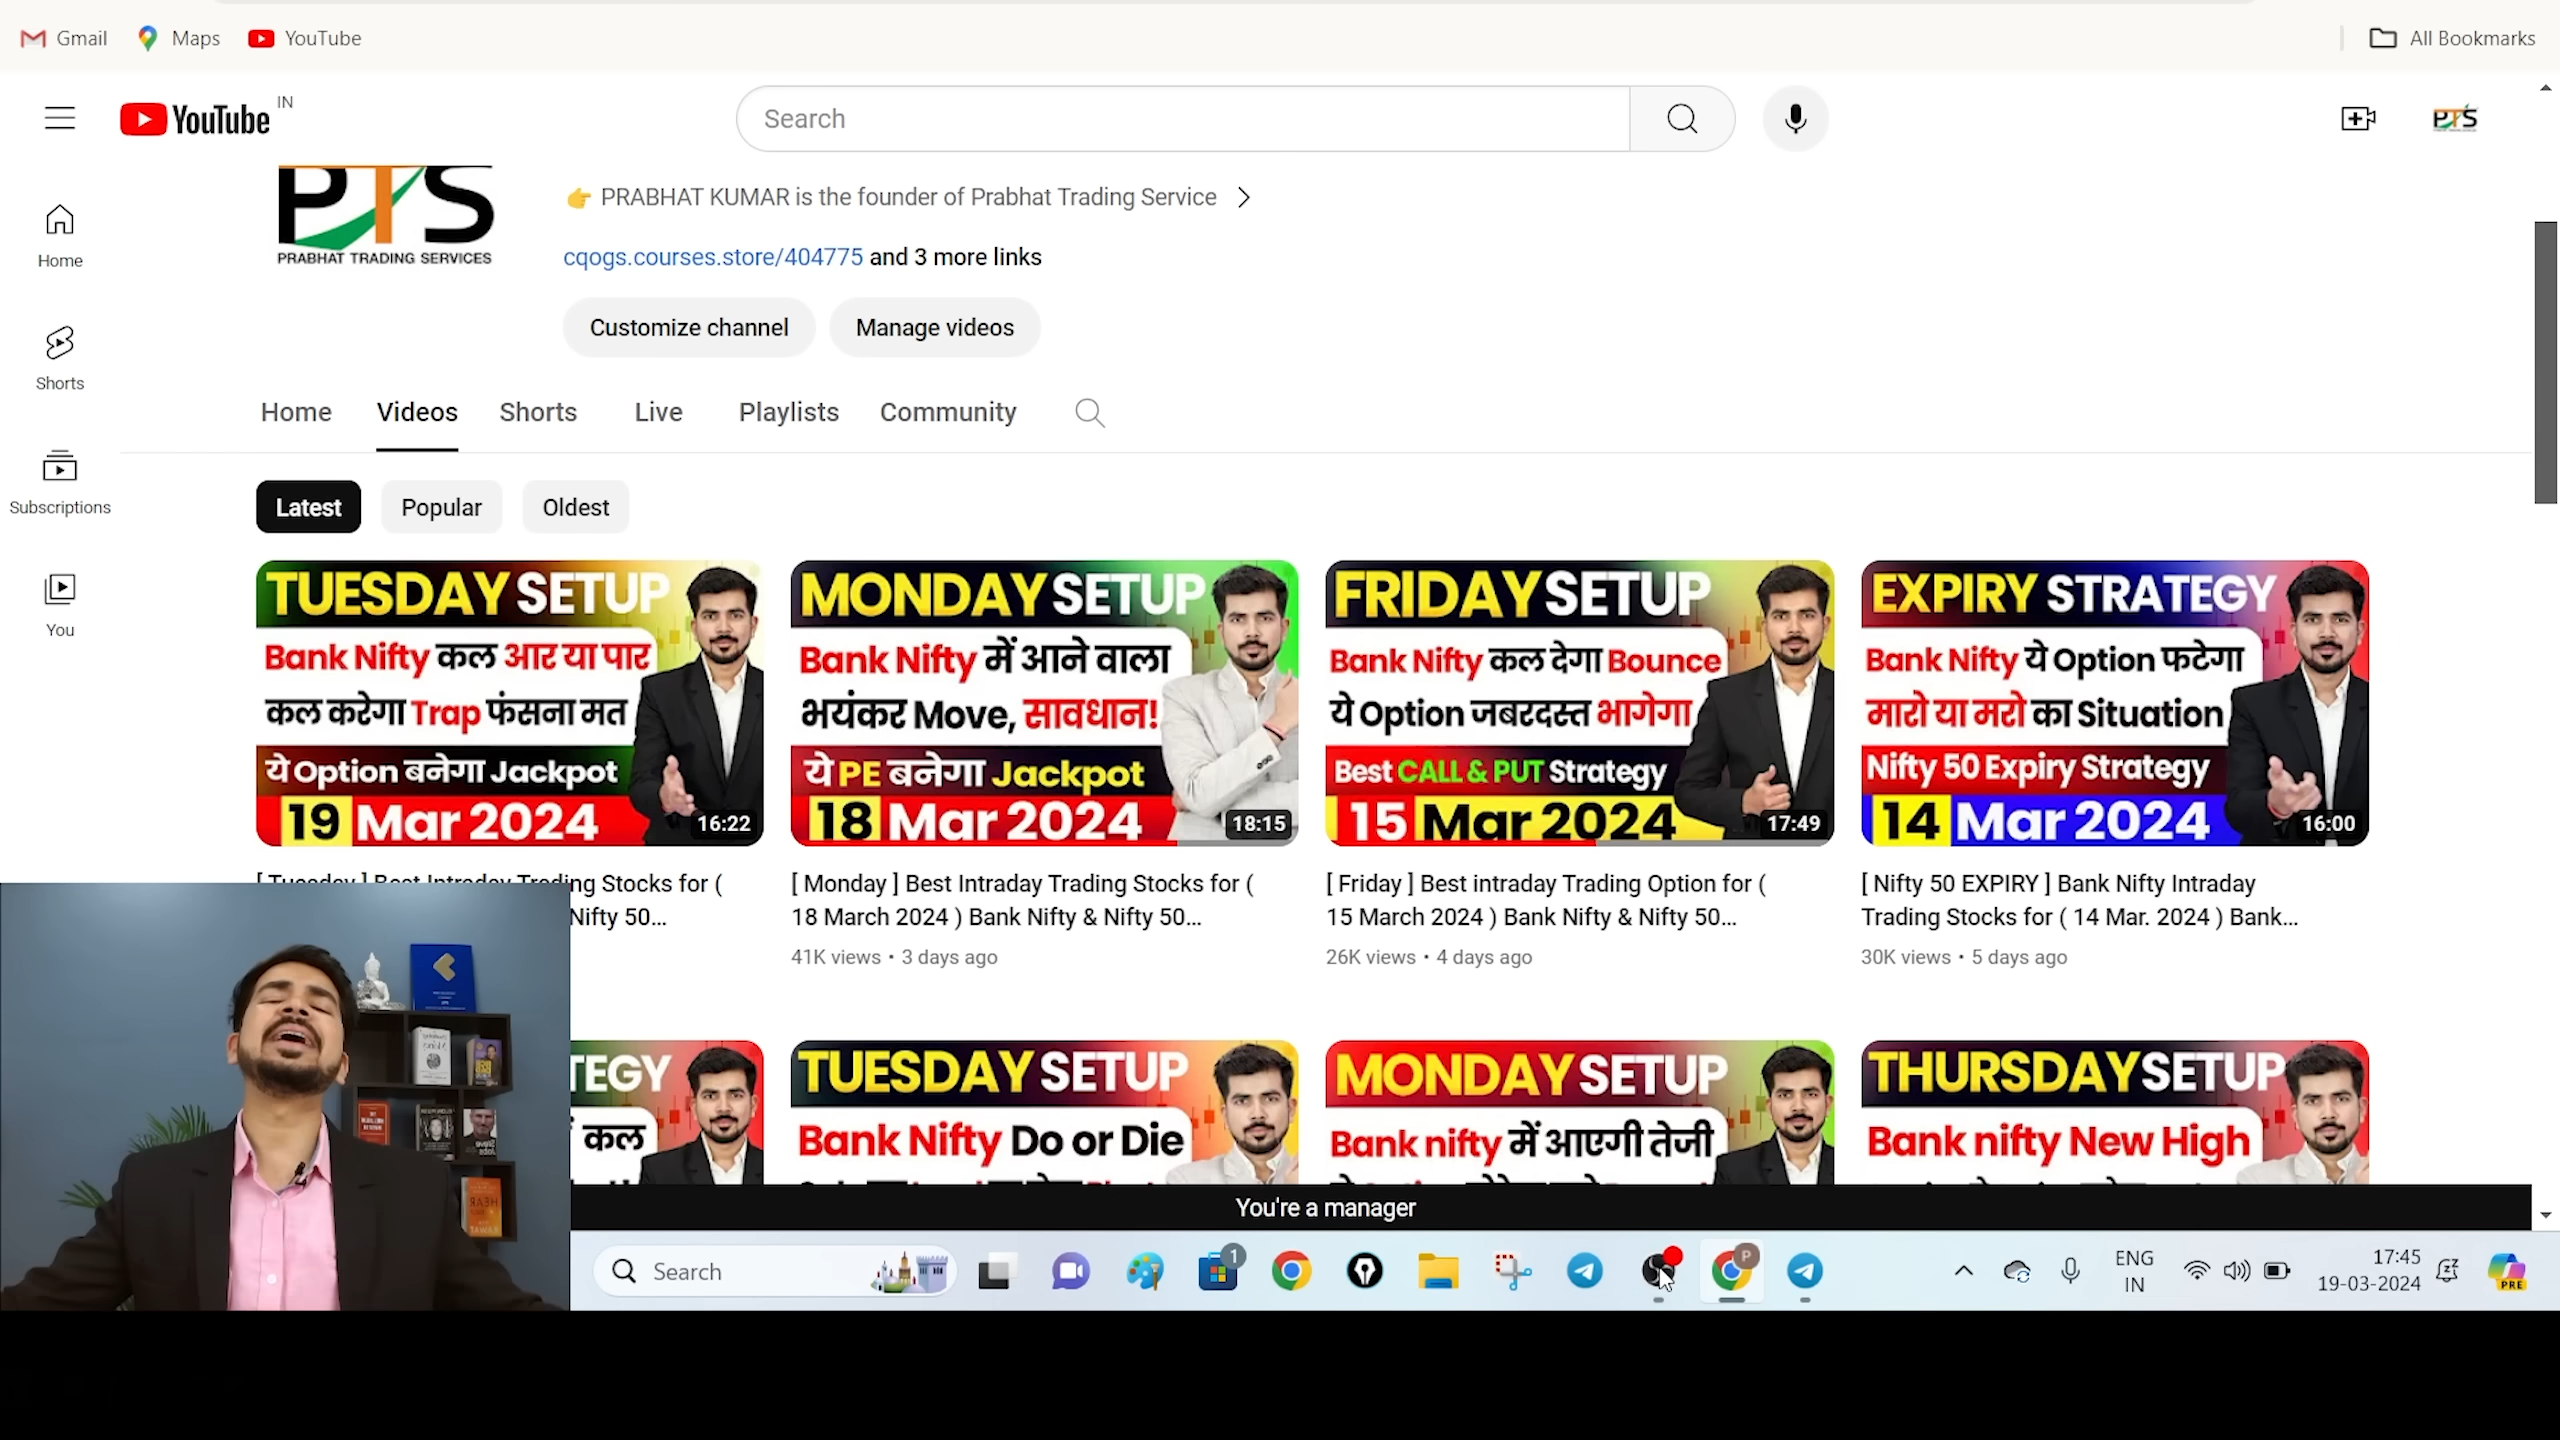 Gmail
Maps
YouTube
All Bookmarks
YouTube
IN
Search
PTS
PTS
PRABHAT TRADING SERVICES
👉 PRABHAT KUMAR is the founder of Prabhat Trading Service
cqogs.courses.store/404775 and 3 more links
Customize channel
Manage videos
Home
Shorts
Subscriptions
You
Home
Videos
Shorts
Live
Playlists
Community
Latest
Popular
Oldest
TUESDAY SETUP
Bank Nifty कल आर या पार
कल करेगा Trap फंसना मत
ये Option बनेगा Jackpot
19 Mar 2024
16:22
MONDAY SETUP
Bank Nifty में आने वाला
भयंकर Move, सावधान!
ये PE बनेगा Jackpot
18 Mar 2024
18:15
FRIDAY SETUP
Bank Nifty कल देगा Bounce
ये Option जबरदस्त भागेगा
Best CALL & PUT Strategy
15 Mar 2024
17:49
EXPIRY STRATEGY
Bank Nifty ये Option फटेगा
मारो या मरो का Situation
Nifty 50 Expiry Strategy
14 Mar 2024
16:00
[ Tuesday ] Best Intraday Trading Stocks for (
Nifty 50...
[ Monday ] Best Intraday Trading Stocks for (
18 March 2024 ) Bank Nifty & Nifty 50...
41K views • 3 days ago
[ Friday ] Best intraday Trading Option for (
15 March 2024 ) Bank Nifty & Nifty 50...
26K views • 4 days ago
[ Nifty 50 EXPIRY ] Bank Nifty Intraday
Trading Stocks for ( 14 Mar. 2024 ) Bank...
30K views • 5 days ago
TEGY
कल
TUESDAY SETUP
Bank Nifty Do or Die
MONDAY SETUP
Bank nifty में आएगी तेजी
THURSDAY SETUP
Bank nifty New High
You're a manager
Search
1
P
ENG
IN
17:45
19-03-2024
PRE